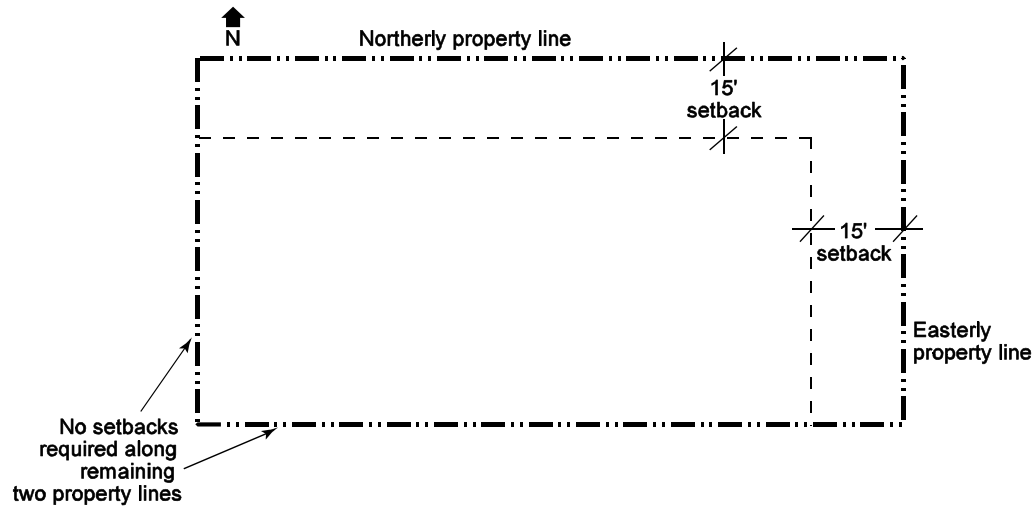 N
Northerly property line
15'
setback
15'
setback
Easterly
property line
No setbacks
required along
remaining
two property lines